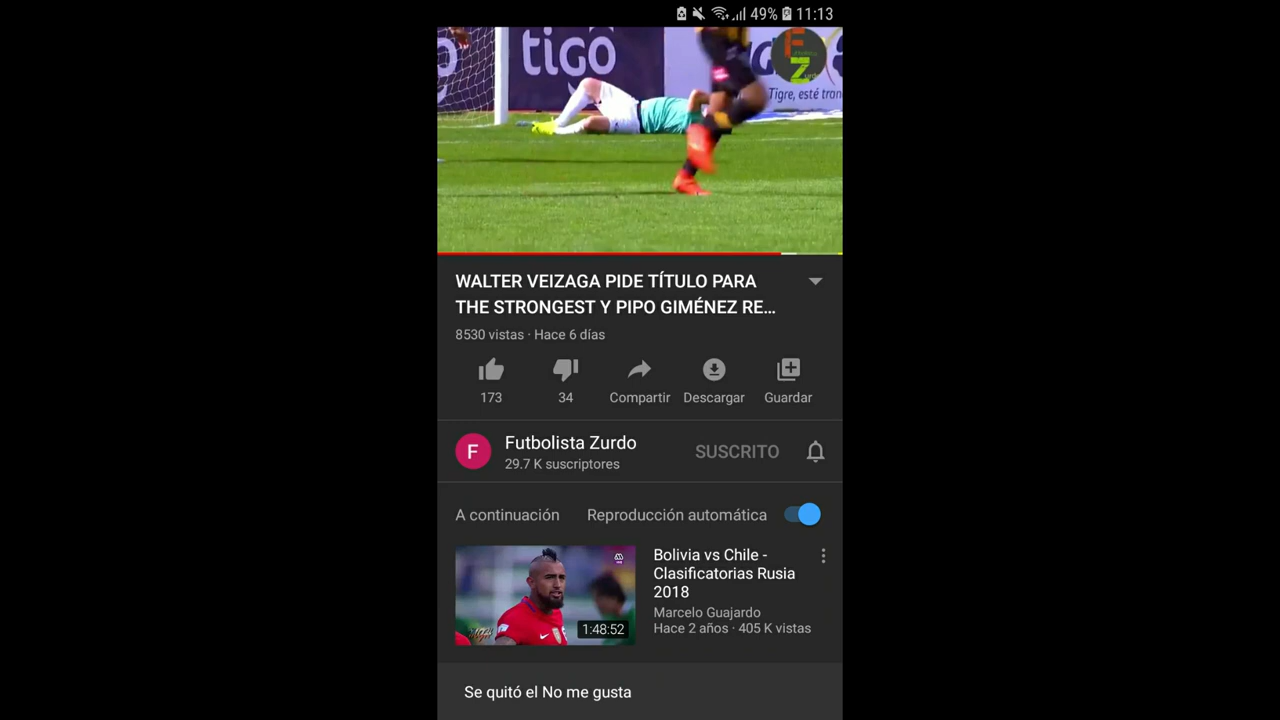 49% 11:13
tigo
F
Z
Tigre, esté tran
WALTER VEIZAGA PIDE TÍTULO PARA
THE STRONGEST Y PIPO GIMÉNEZ RE...
8530 vistas · Hace 6 días
173 34 Compartir Descargar Guardar
F
Futbolista Zurdo
29.7 K suscriptores
SUSCRITO
A continuación Reproducción automática
Bolivia vs Chile -
Clasificatorias Rusia
2018
Marcelo Guajardo
Hace 2 años · 405 K vistas
1:48:52
Se quitó el No me gusta